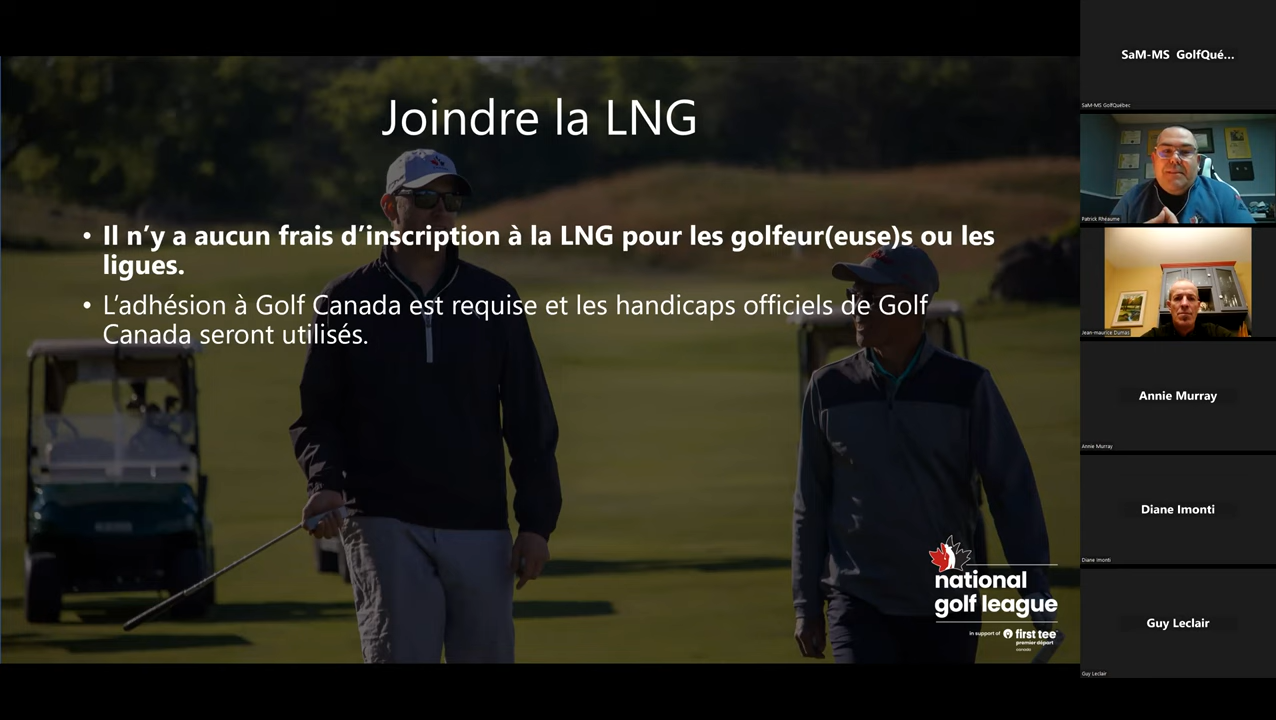 Joindre la LNG
• Il n’y a aucun frais d’inscription à la LNG pour les golfeur(euse)s ou les
ligues.
• L’adhésion à Golf Canada est requise et les handicaps officiels de Golf
Canada seront utilisés.
national
golf league
in support of first tee
premier départ
canada
SaM-MS GolfQué...
SaM-MS GolfQuébec
Patrick Rhéaume
Jean-maurice Dumas
Annie Murray
Annie Murray
Diane Imonti
Diane Imonti
Guy Leclair
Guy Leclair